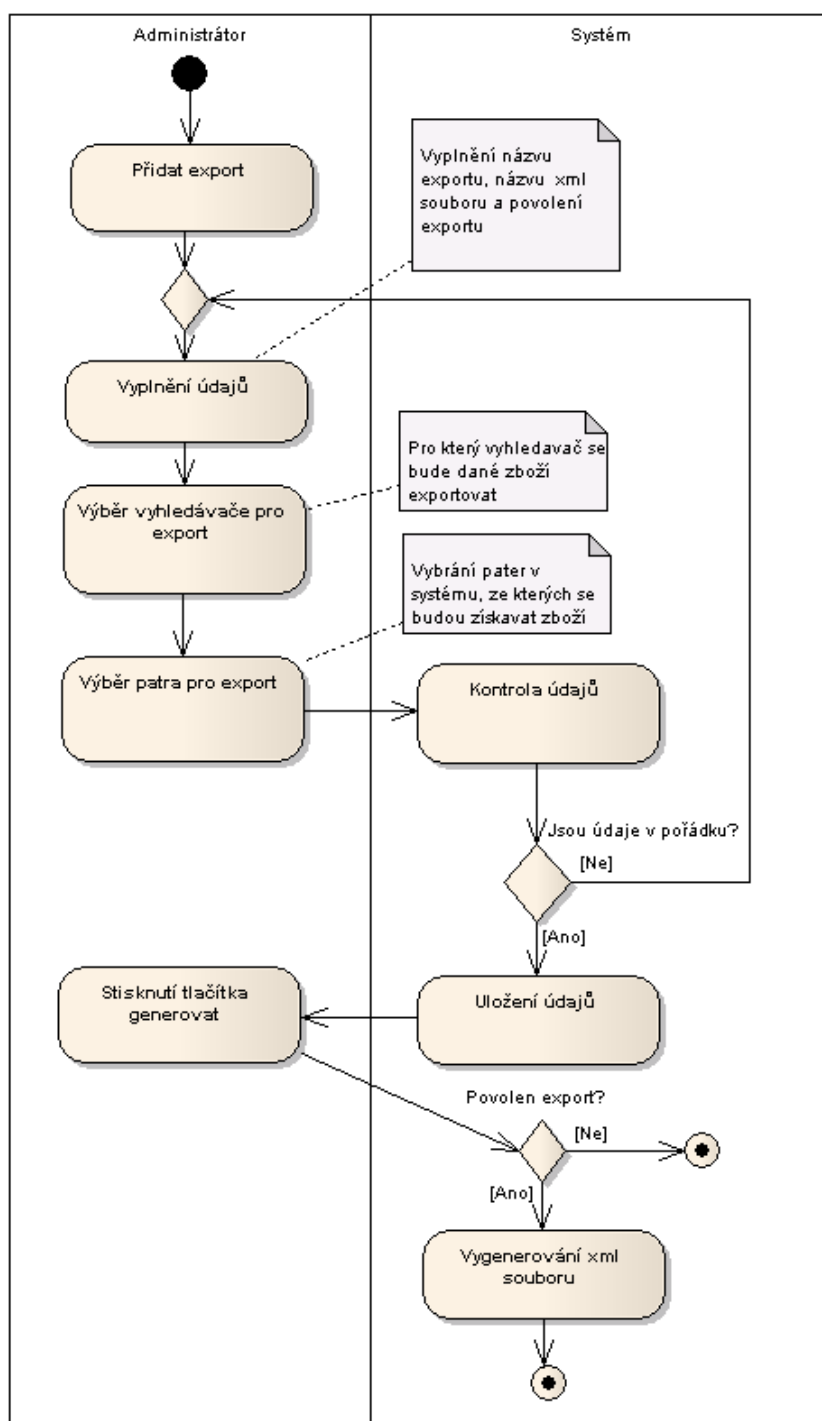 Administrátor
Systém
Přidat export
Vyplnění názvu
exportu, názvu xml
souboru a povolení
exportu
Vyplnění údajů
Pro který vyhledavač se
bude dané zboží
exportovat
Výběr vyhledávače pro
export
Vybrání pater v
systému, ze kterých se
budou získavat zboží
Výběr patra pro export
Kontrola údajů
Jsou údaje v pořádku?
[Ne]
[Ano]
Stisknutí tlačítka
generovat
Uložení údajů
Povolen export?
[Ne]
[Ano]
Vygenerování xml
souboru